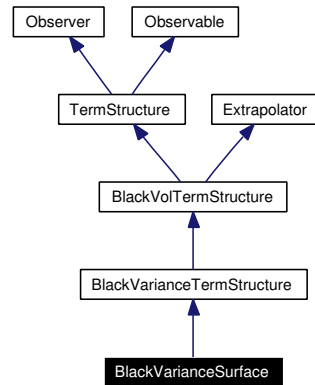 Observer
Observable
TermStructure
Extrapolator
BlackVolTermStructure
BlackVarianceTermStructure
BlackVarianceSurface